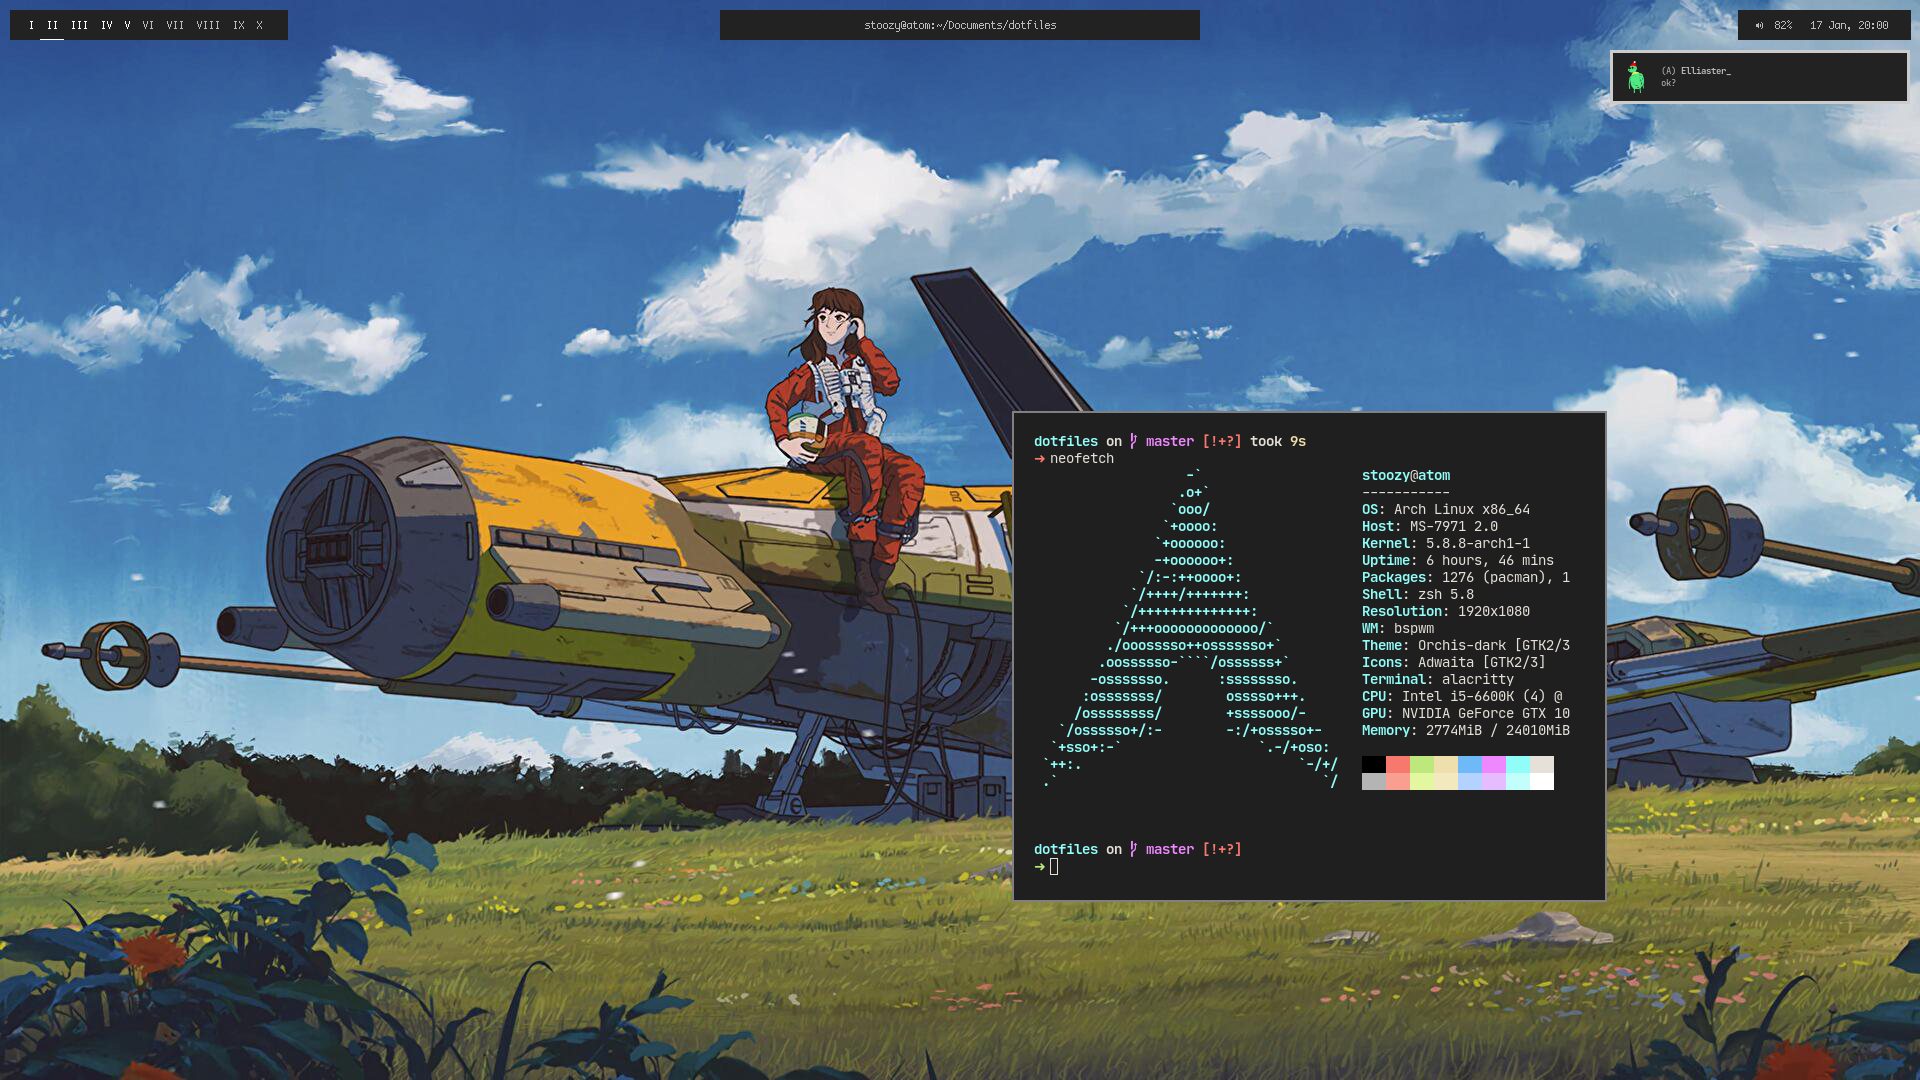 I II III IV V VI VII VIII IX X
stoozy@atom:~/Documents/dotfiles
82% 17 Jan, 20:00
(A) Elliaster_
ok?
dotfiles on master [!+?] took 9s
➜ neofetch
-`
.o+`
`ooo/
`+oooo:
`+oooooo:
-+oooooo+:
`/:-:++oooo+:
`/++++/+++++++:
`/++++++++++++++:
`/+++ooooooooooooo/`
./ooosssso++osssssso+`
.oossssso-````/ossssss+`
-osssssso. :ssssssso.
:osssssss/ osssso+++.
/ossssssss/ +ssssooo/-
`/ossssso+/:- -:/+osssso+-
`+sso+:-` `.-/+oso:
`++:. `-/+/
.` `/
stoozy@atom
-----------
OS: Arch Linux x86_64
Host: MS-7971 2.0
Kernel: 5.8.8-arch1-1
Uptime: 6 hours, 46 mins
Packages: 1276 (pacman), 1
Shell: zsh 5.8
Resolution: 1920x1080
WM: bspwm
Theme: Orchis-dark [GTK2/3
Icons: Adwaita [GTK2/3]
Terminal: alacritty
CPU: Intel i5-6600K (4) @
GPU: NVIDIA GeForce GTX 10
Memory: 2774MiB / 24010MiB
dotfiles on master [!+?]
➜